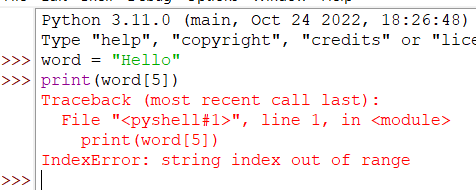 Python 3.11.0 (main, Oct 24 2022, 18:26:48)
Type "help", "copyright", "credits" or "lice
>>> word = "Hello"
>>> print(word[5])
Traceback (most recent call last):
  File "<pyshell#1>", line 1, in <module>
    print(word[5])
IndexError: string index out of range
>>>